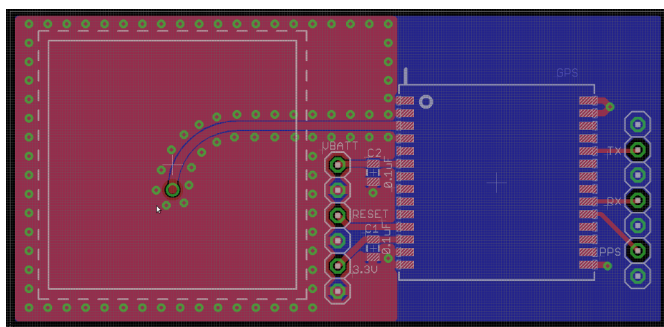 GPS
VBATT
C2
0.1uF
TX
RESET
RX
C1
0.1uF
PPS
3.3V